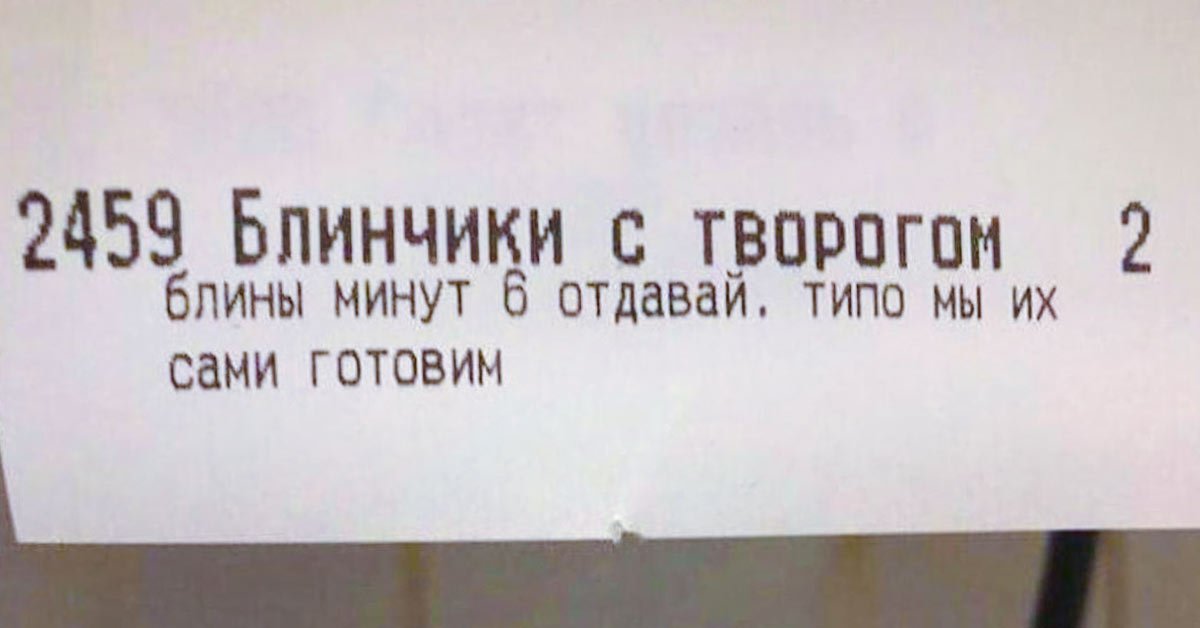 2459 Блинчики с творогом 2
блины минут 6 отдавай. типо мы их
сами готовим